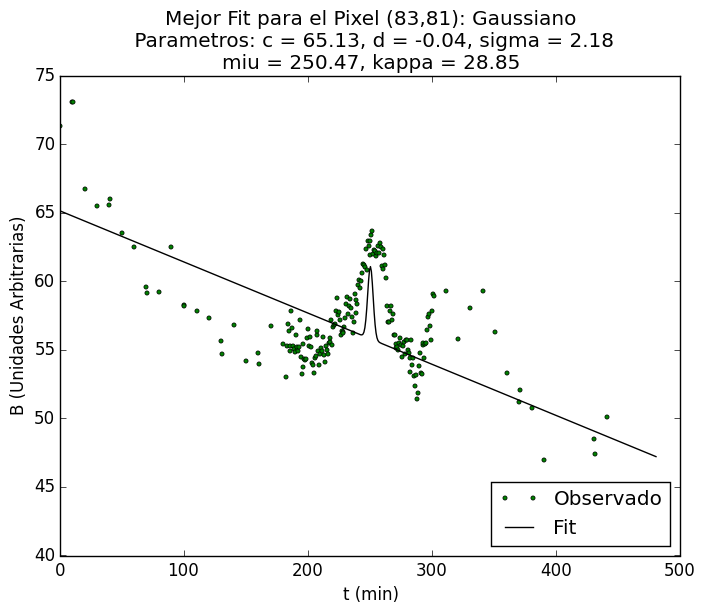 Mejor Fit para el Pixel (83,81): Gaussiano
Parametros: c = 65.13, d = -0.04, sigma = 2.18
miu = 250.47, kappa = 28.85
75
70
65
60
55
50
45
40
B (Unidades Arbitrarias)
Observado
Fit
0 100 200 300 400 500
t (min)